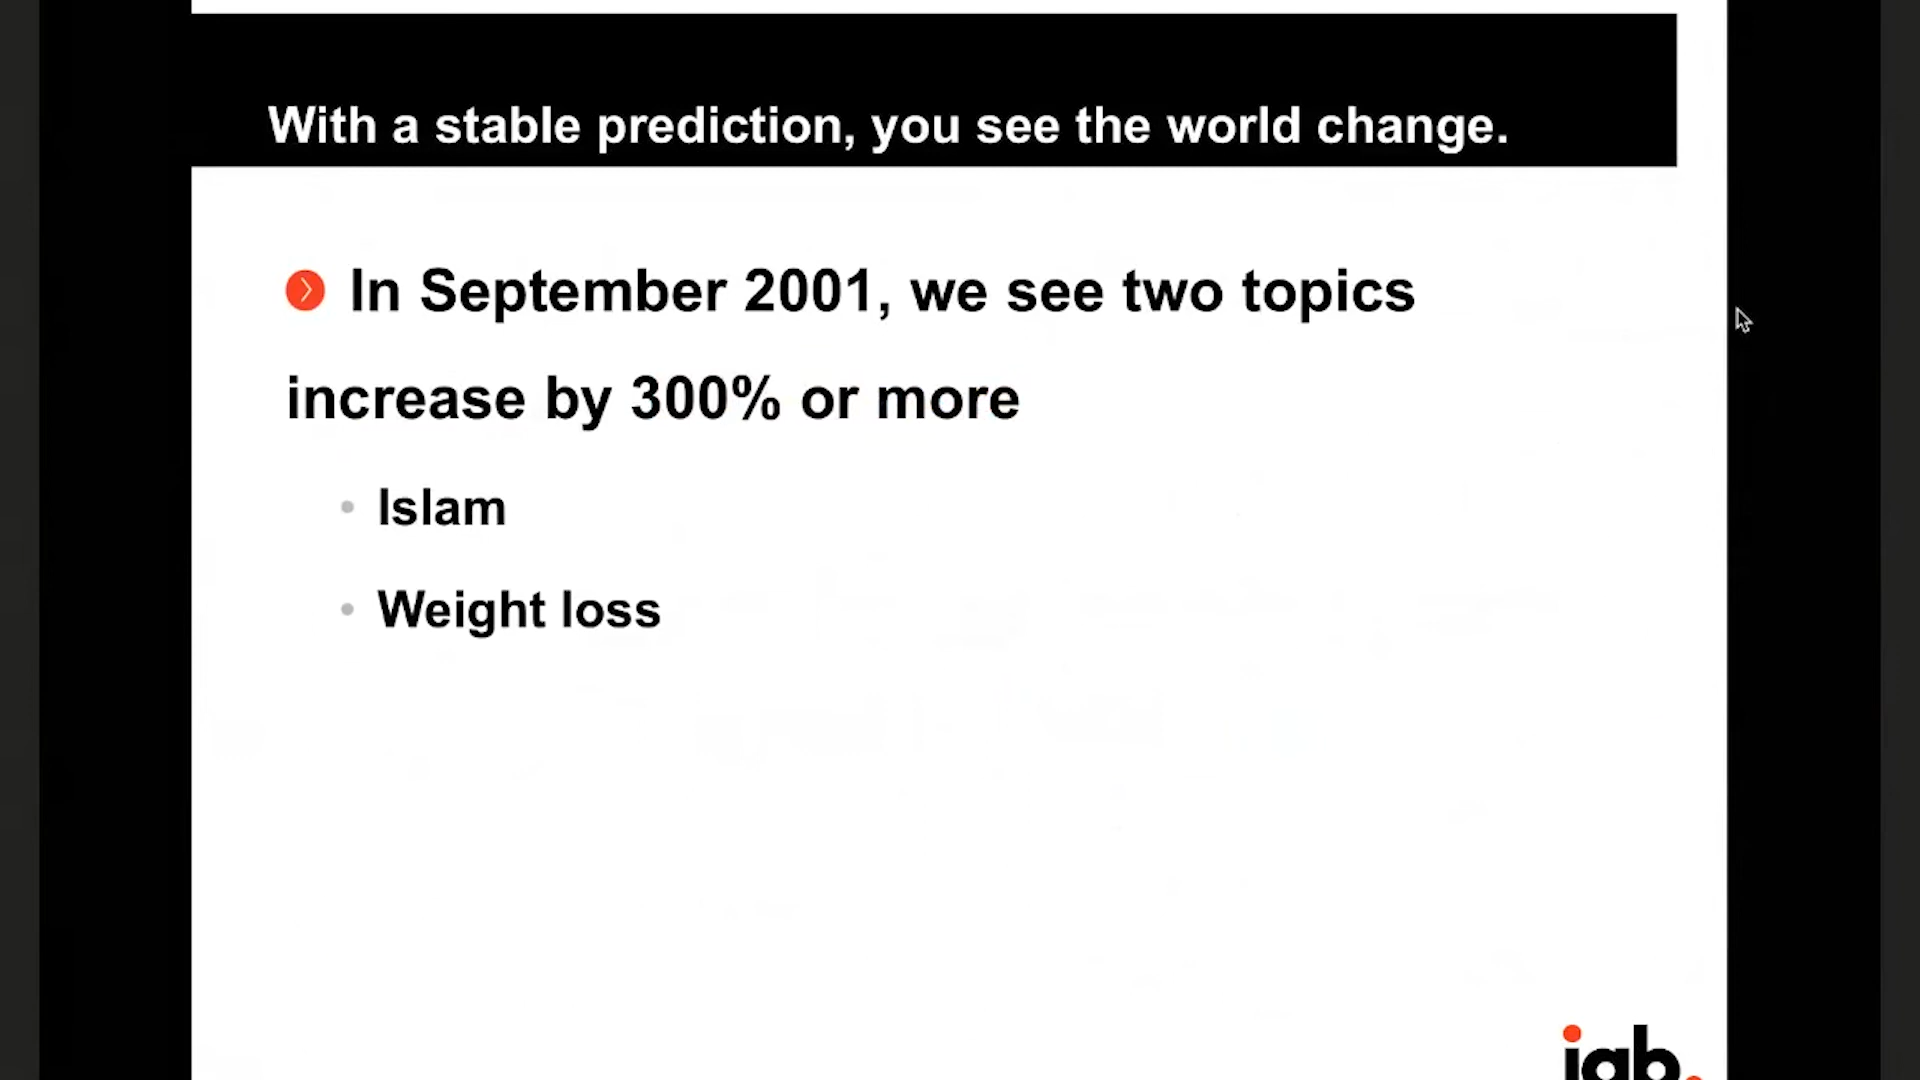 With a stable prediction, you see the world change.
In September 2001, we see two topics
increase by 300% or more
Islam
Weight loss
iab.